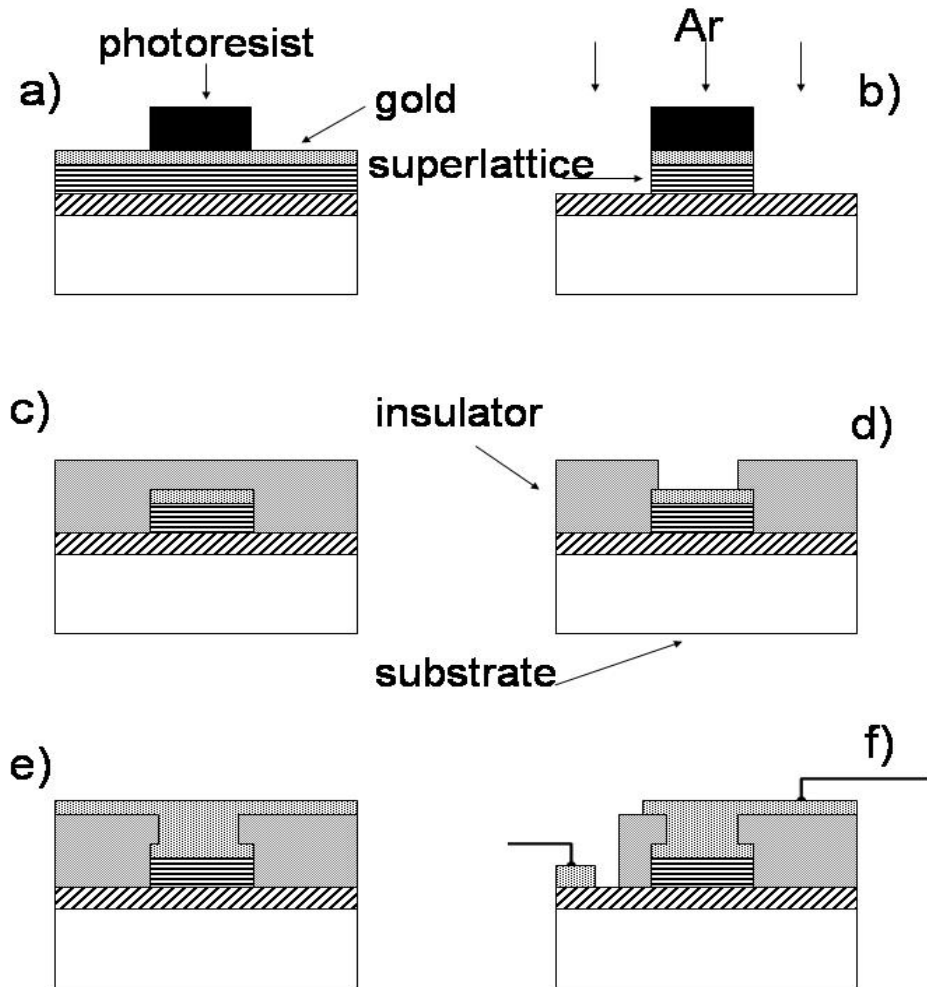 photoresist
Ar
a)
gold
b)
superlattice
c)
insulator
d)
substrate
e)
f)